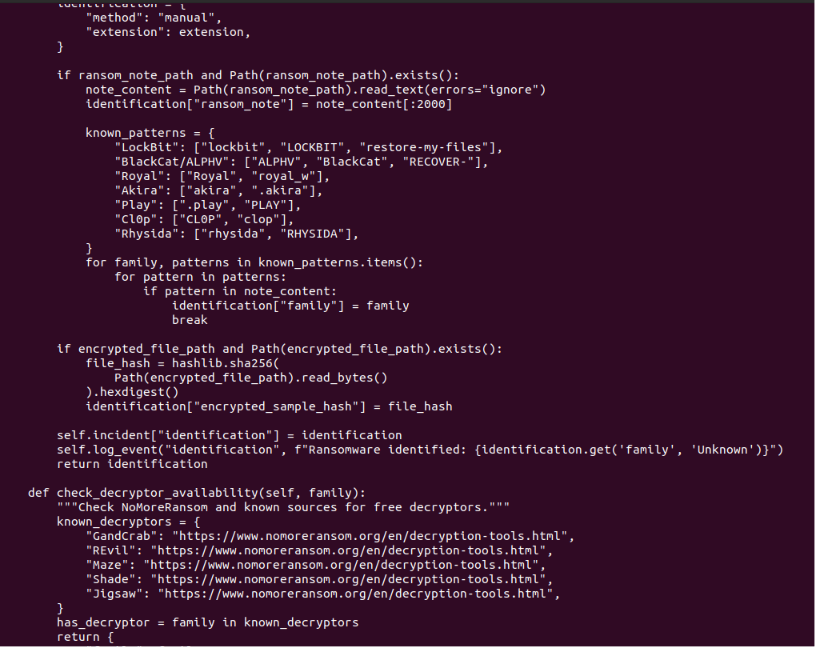 identification = {
"method": "manual",
"extension": extension,
}
if ransom_note_path and Path(ransom_note_path).exists():
note_content = Path(ransom_note_path).read_text(errors="ignore")
identification["ransom_note"] = note_content[:2000]
known_patterns = {
"LockBit": ["lockbit", "LOCKBIT", "restore-my-files"],
"BlackCat/ALPHV": ["ALPHV", "BlackCat", "RECOVER-"],
"Royal": ["Royal", "royal_w"],
"Akira": ["akira", ".akira"],
"Play": [".play", "PLAY"],
"Cl0p": ["CL0P", "clop"],
"Rhysida": ["rhysida", "RHYSIDA"],
}
for family, patterns in known_patterns.items():
for pattern in patterns:
if pattern in note_content:
identification["family"] = family
break
if encrypted_file_path and Path(encrypted_file_path).exists():
file_hash = hashlib.sha256(
Path(encrypted_file_path).read_bytes()
).hexdigest()
identification["encrypted_sample_hash"] = file_hash
self.incident["identification"] = identification
self.log_event("identification", f"Ransomware identified: {identification.get('family', 'Unknown')}")
return identification
def check_decryptor_availability(self, family):
"""Check NoMoreRansom and known sources for free decryptors."""
known_decryptors = {
"GandCrab": "https://www.nomoreransom.org/en/decryption-tools.html",
"REvil": "https://www.nomoreransom.org/en/decryption-tools.html",
"Maze": "https://www.nomoreransom.org/en/decryption-tools.html",
"Shade": "https://www.nomoreransom.org/en/decryption-tools.html",
"Jigsaw": "https://www.nomoreransom.org/en/decryption-tools.html",
}
has_decryptor = family in known_decryptors
return {